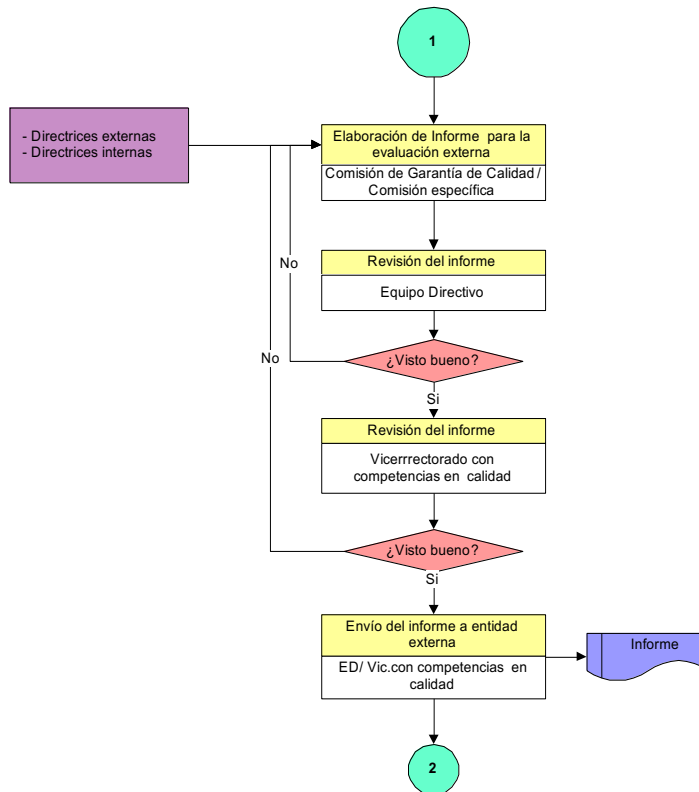 1
- Directrices externas
- Directrices internas
Elaboración de Informe para la
evaluación externa
Comisión de Garantía de Calidad /
Comisión específica
Revisión del informe
Equipo Directivo
No
¿Visto bueno?
No
Si
Revisión del informe
Vicerrrectorado con
competencias en calidad
¿Visto bueno?
Si
Envío del informe a entidad
externa
ED/ Vic.con competencias en
calidad
Informe
2